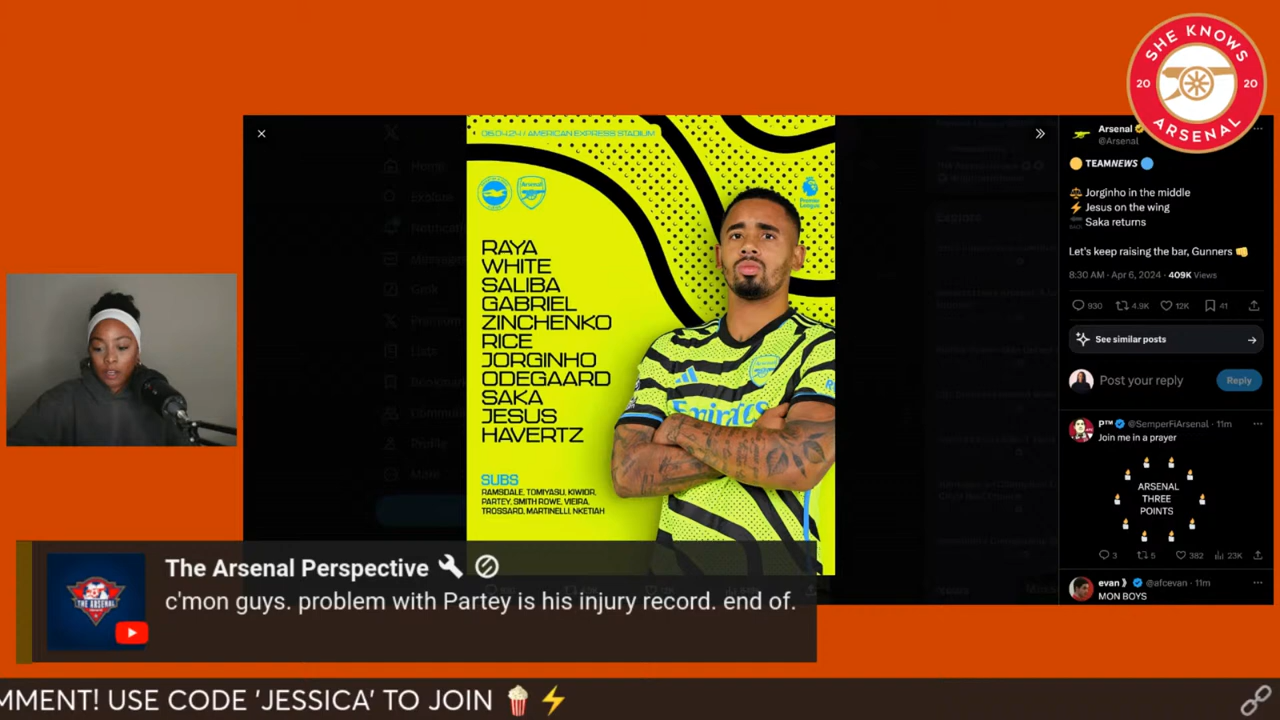 SHE KNOWS
20 20
ARSENAL
06.04.24 / AMERICAN EXPRESS STADIUM
Arsenal
Premier
League
RAYA
WHITE
SALIBA
GABRIEL
ZINCHENKO
RICE
JORGINHO
ODEGAARD
SAKA
JESUS
HAVERTZ
SUBS
RAMSDALE, TOMIYASU, KIWIOR,
PARTEY, SMITH ROWE, VIEIRA,
TROSSARD, MARTINELLI, NKETIAH
Emirates
Arsenal
@Arsenal
TEAMNEWS
Jorginho in the middle
Jesus on the wing
Saka returns
Let's keep raising the bar, Gunners
8:30 AM · Apr 6, 2024 · 409K Views
930 4.9K 12K 41
See similar posts
Post your reply
Reply
P™ @SemperFiArsenal · 11m
Join me in a prayer
ARSENAL
THREE
POINTS
3 5 382 23K
evan @afcevan · 11m
MON BOYS
The Arsenal Perspective
c'mon guys. problem with Partey is his injury record. end of.
MMENT! USE CODE 'JESSICA' TO JOIN